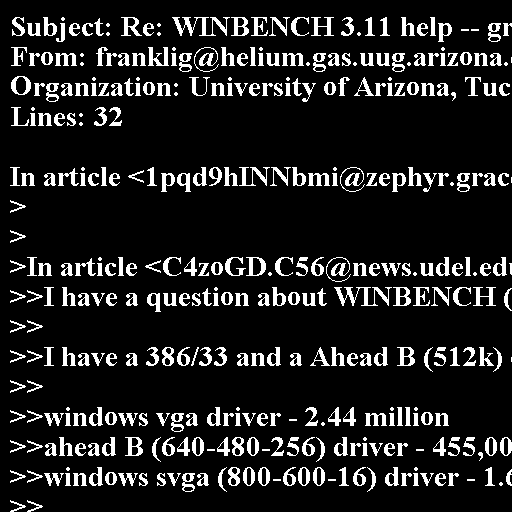 Subject: Re: WINBENCH 3.11 help -- gr
From: franklig@helium.gas.uug.arizona.
Organization: University of Arizona, Tuc
Lines: 32
In article <1pqd9hINNbmi@zephyr.grac
>
>
>In article <C4zoGD.C56@news.udel.edu
>>I have a question about WINBENCH (
>>
>>I have a 386/33 and a Ahead B (512k)
>>
>>windows vga driver - 2.44 million
>>ahead B (640-480-256) driver - 455,00
>>windows svga (800-600-16) driver - 1.6
>>